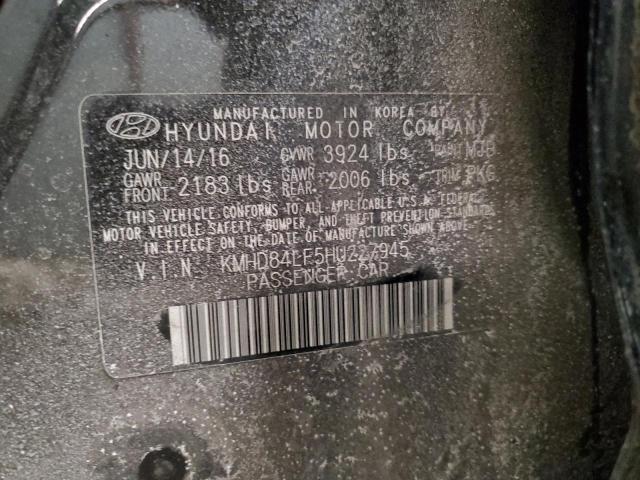 MANUFACTURED IN KOREA BY
HYUNDAI MOTOR COMPANY
JUN/14/16 GVWR 3924 lbs PAINT MJB
GAWR FRONT 2183 lbs GAWR REAR 2006 lbs TRIM PKG
THIS VEHICLE CONFORMS TO ALL APPLICABLE U.S.A FEDERAL
MOTOR VEHICLE SAFETY, BUMPER, AND THEFT PREVENTION STANDARDS
IN EFFECT ON THE DATE OF MANUFACTURE SHOWN ABOVE.
VIN KMHD84LF5HU227945
PASSENGER CAR